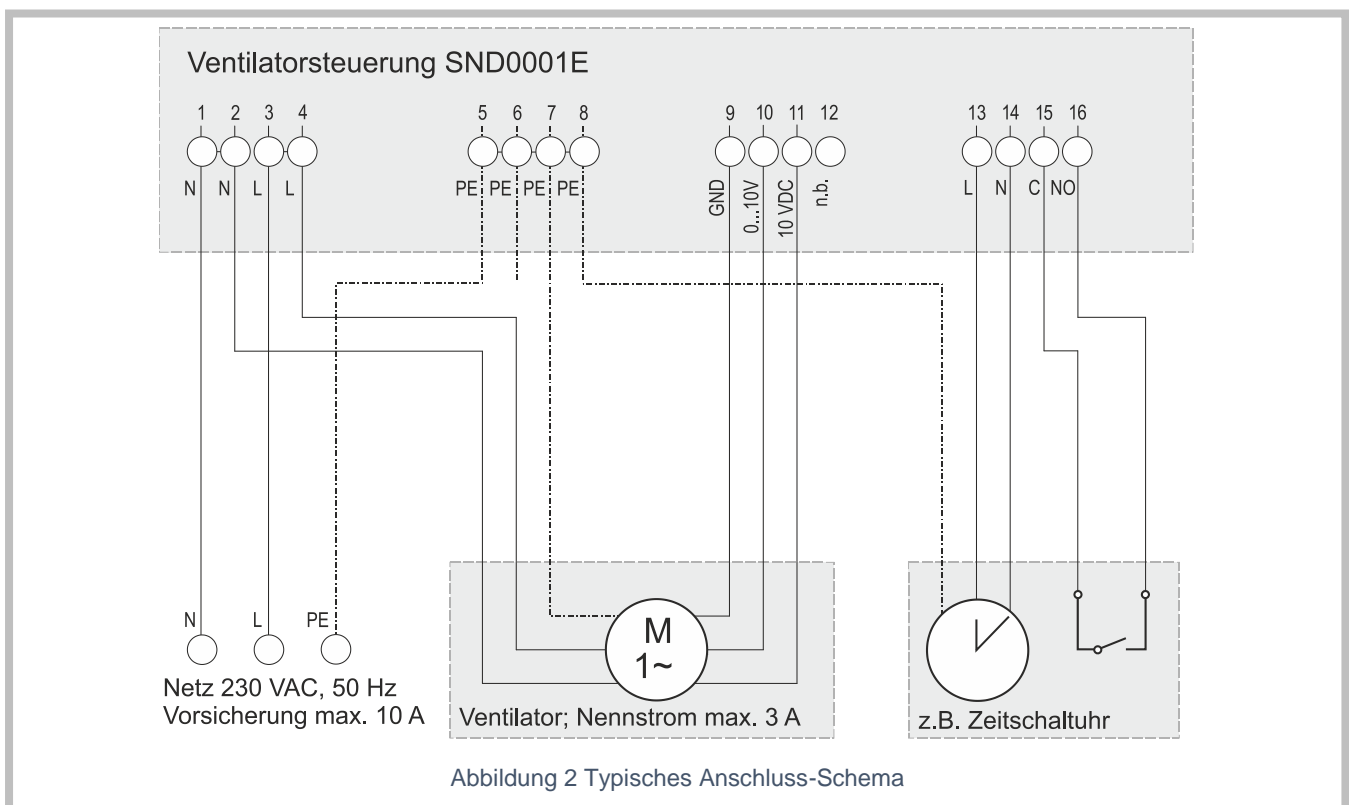 Ventilatorsteuerung SND0001E
1 2 3 4 5 6 7 8 9 10 11 12 13 14 15 16
N N L L PE PE PE PE GND 0...10V 10 VDC n.b. L N C NO
N L PE
M
1~
Netz 230 VAC, 50 Hz
Vorsicherung max. 10 A
Ventilator; Nennstrom max. 3 A
z.B. Zeitschaltuhr
Abbildung 2 Typisches Anschluss-Schema